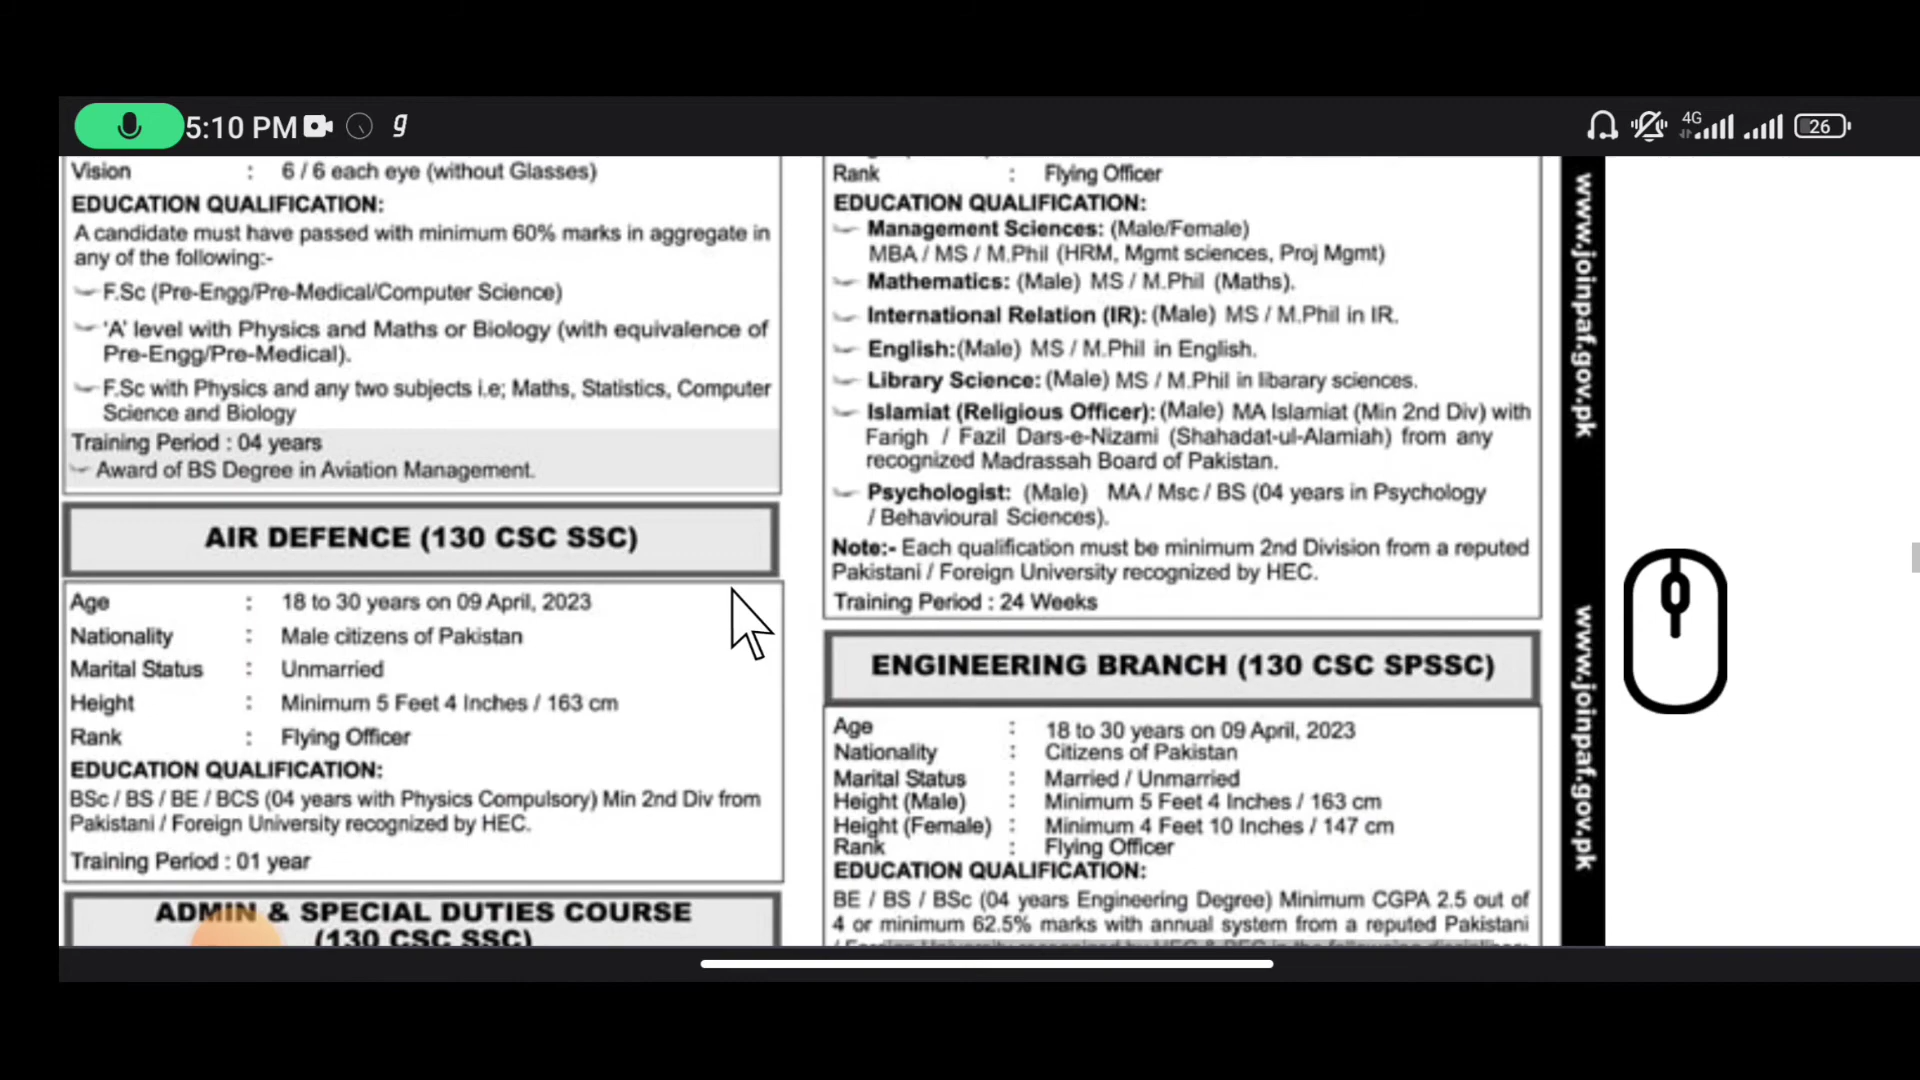 5:10 PM
g
4G
26
Vision : 6 / 6 each eye (without Glasses)
EDUCATION QUALIFICATION:
A candidate must have passed with minimum 60% marks in aggregate in
any of the following:-
F.Sc (Pre-Engg/Pre-Medical/Computer Science)
'A' level with Physics and Maths or Biology (with equivalence of
Pre-Engg/Pre-Medical).
F.Sc with Physics and any two subjects i.e; Maths, Statistics, Computer
Science and Biology
Training Period : 04 years
Award of BS Degree in Aviation Management.
AIR DEFENCE (130 CSC SSC)
Age : 18 to 30 years on 09 April, 2023
Nationality : Male citizens of Pakistan
Marital Status : Unmarried
Height : Minimum 5 Feet 4 Inches / 163 cm
Rank : Flying Officer
EDUCATION QUALIFICATION:
BSc / BS / BE / BCS (04 years with Physics Compulsory) Min 2nd Div from
Pakistani / Foreign University recognized by HEC.
Training Period : 01 year
ADMIN & SPECIAL DUTIES COURSE
(130 CSC SSC)
Rank : Flying Officer
EDUCATION QUALIFICATION:
Management Sciences: (Male/Female)
MBA / MS / M.Phil (HRM, Mgmt sciences, Proj Mgmt)
Mathematics: (Male) MS / M.Phil (Maths).
International Relation (IR): (Male) MS / M.Phil in IR.
English:(Male) MS / M.Phil in English.
Library Science: (Male) MS / M.Phil in libarary sciences.
Islamiat (Religious Officer): (Male) MA Islamiat (Min 2nd Div) with
Farigh / Fazil Dars-e-Nizami (Shahadat-ul-Alamiah) from any
recognized Madrassah Board of Pakistan.
Psychologist: (Male) MA / Msc / BS (04 years in Psychology
/ Behavioural Sciences).
Note:- Each qualification must be minimum 2nd Division from a reputed
Pakistani / Foreign University recognized by HEC.
Training Period : 24 Weeks
ENGINEERING BRANCH (130 CSC SPSSC)
Age : 18 to 30 years on 09 April, 2023
Nationality : Citizens of Pakistan
Marital Status : Married / Unmarried
Height (Male) : Minimum 5 Feet 4 Inches / 163 cm
Height (Female) : Minimum 4 Feet 10 Inches / 147 cm
Rank : Flying Officer
EDUCATION QUALIFICATION:
BE / BS / BSc (04 years Engineering Degree) Minimum CGPA 2.5 out of
4 or minimum 62.5% marks with annual system from a reputed Pakistani
www.joinpaf.gov.pk
www.joinpaf.gov.pk